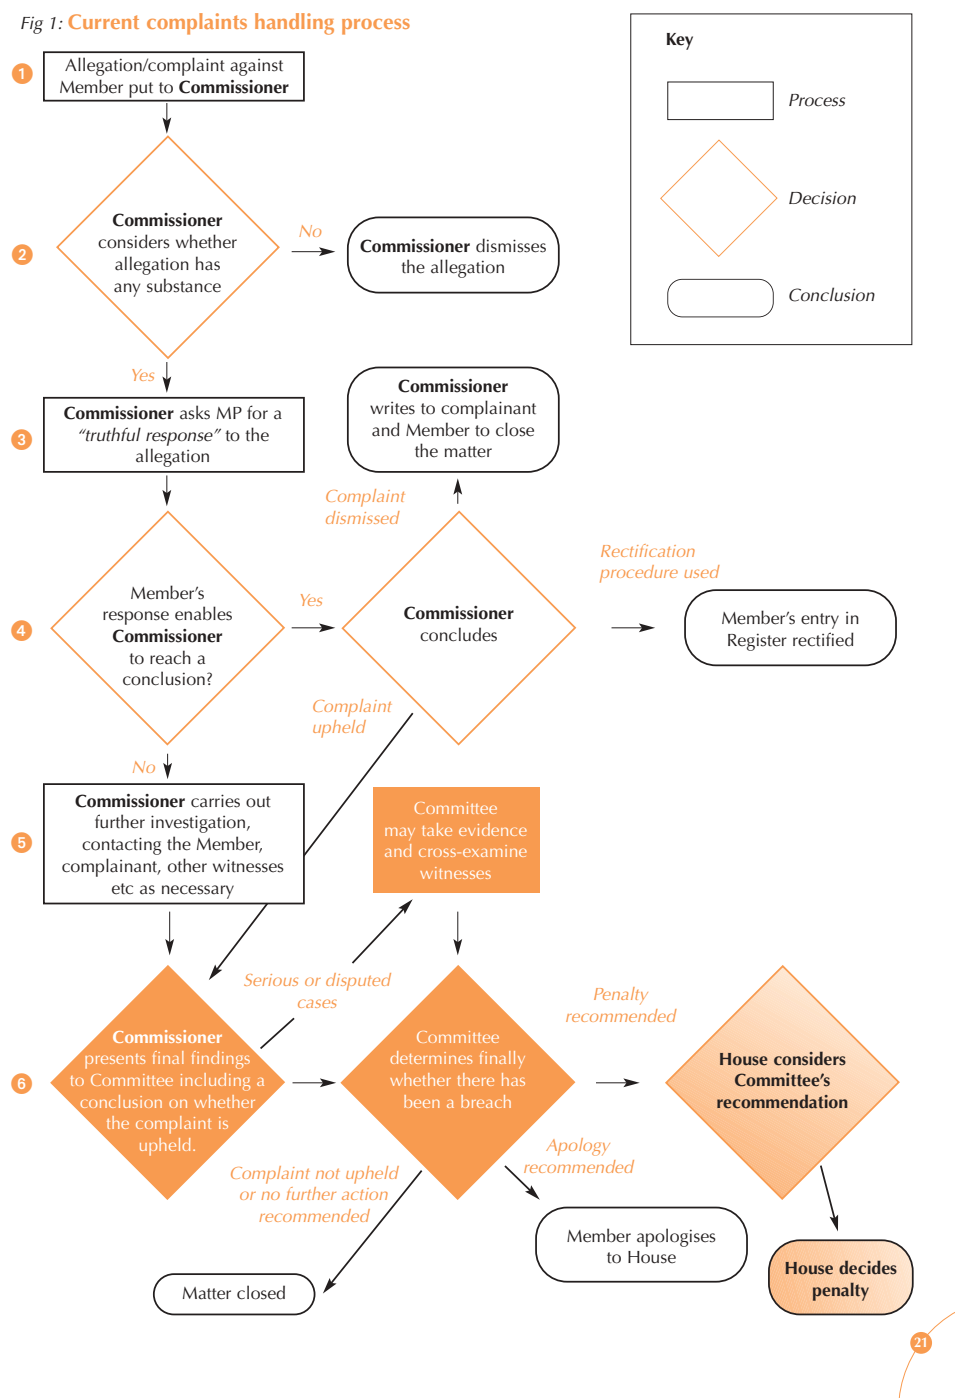 Fig 1: Current complaints handling process
Key
Process
Decision
Conclusion
1
Allegation/complaint against
Member put to Commissioner
2
Commissioner
considers whether
allegation has
any substance
No
Commissioner dismisses
the allegation
Yes
3
Commissioner asks MP for a
“truthful response” to the
allegation
Commissioner
writes to complainant
and Member to close
the matter
Complaint
dismissed
4
Member’s
response enables
Commissioner
to reach a
conclusion?
Yes
Commissioner
concludes
Rectification
procedure used
Member’s entry in
Register rectified
Complaint
upheld
No
5
Commissioner carries out
further investigation,
contacting the Member,
complainant, other witnesses
etc as necessary
Committee
may take evidence
and cross-examine
witnesses
Serious or disputed
cases
6
Commissioner
presents final findings
to Committee including a
conclusion on whether
the complaint is
upheld.
Committee
determines finally
whether there has
been a breach
Penalty
recommended
House considers
Committee’s
recommendation
Complaint not upheld
or no further action
recommended
Apology
recommended
Matter closed
Member apologises
to House
House decides
penalty
21